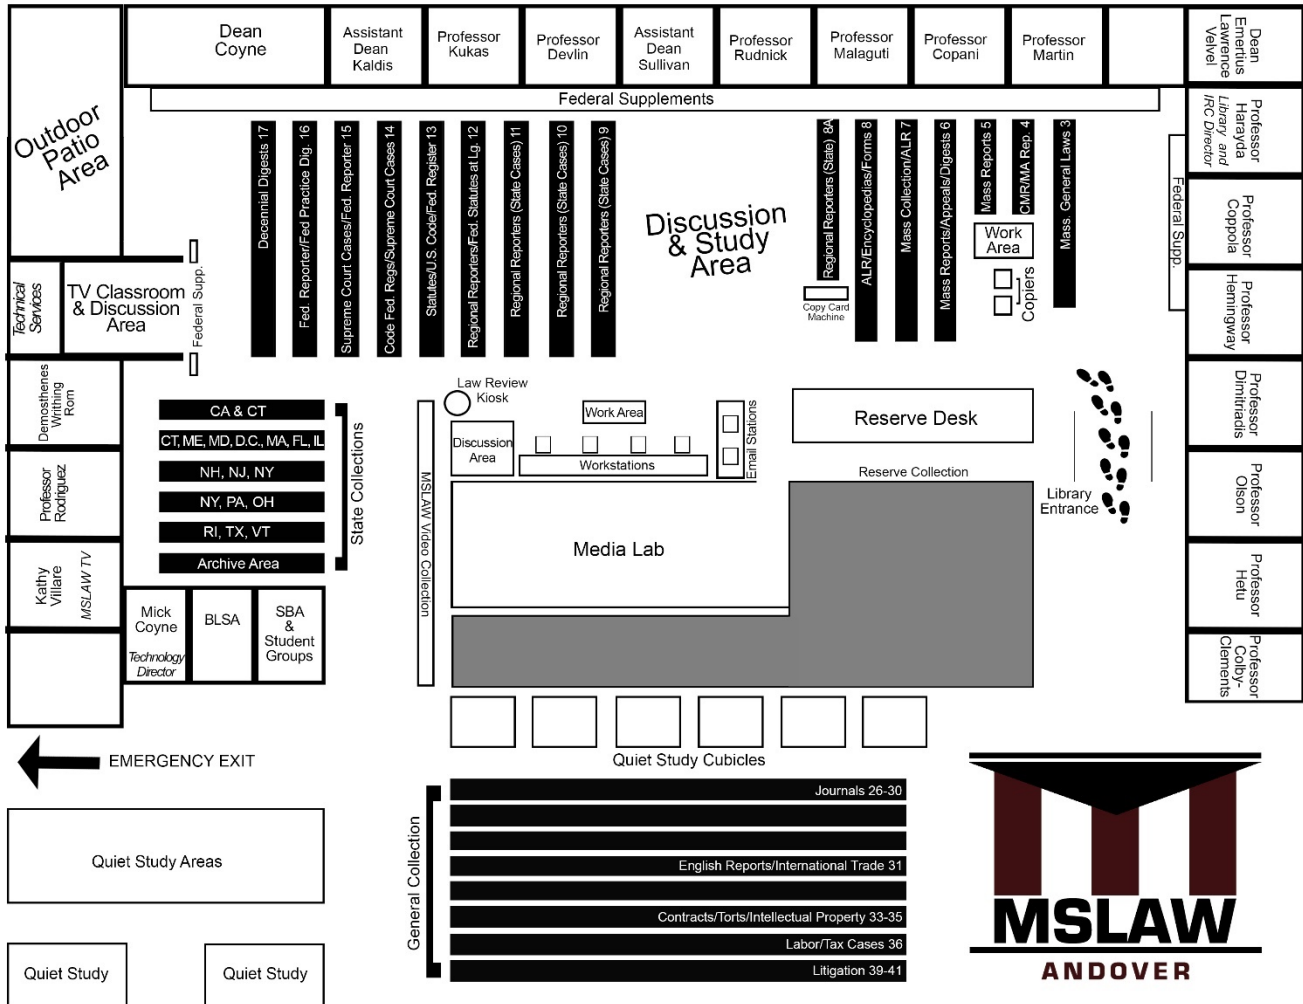 Dean
Coyne
Assistant
Dean
Kaldis
Professor
Kukas
Professor
Devlin
Assistant
Dean
Sullivan
Professor
Rudnick
Professor
Malaguti
Professor
Copani
Professor
Martin
Dean
Emertius
Lawrence
Velvel
Federal Supplements
Outdoor
Patio
Area
Decennial Digests 17
Fed. Reporter/Fed Practice Dig. 16
Supreme Court Cases/Fed. Reporter 15
Code Fed. Regs/Supreme Court Cases 14
Statutes/U.S. Code/Fed. Register 13
Regional Reporters/Fed. Statutes at Lg. 12
Regional Reporters (State Cases) 11
Regional Reporters (State Cases) 10
Regional Reporters (State Cases) 9
Discussion
& Study
Area
Regional Reporters (State) 8A
ALR/Encyclopedias/Forms 8
Mass Collection/ALR 7
Mass Reports/Appeals/Digests 6
Mass Reports 5
CMR/MA Rep. 4
Mass. General Laws 3
Work
Area
Copiers
Copy Card
Machine
Federal Supp.
Professor
Harayda
Library and
IRC Director
Professor
Coppola
Professor
Hemingway
Professor
Dimitriadis
Professor
Olson
Professor
Hetu
Professor
Colby-
Clements
Technical
Services
TV Classroom
& Discussion
Area
Federal Supp.
Demosthenes
Writhing
Rom
Professor
Rodriguez
Kathy
Villare
MSLAW TV
CA & CT
CT, ME, MD, D.C., MA, FL, IL
NH, NJ, NY
NY, PA, OH
RI, TX, VT
Archive Area
State Collections
Mick
Coyne
Technology
Director
BLSA
SBA
&
Student
Groups
MSLAW Video Collection
Law Review
Kiosk
Discussion
Area
Work Area
Workstations
Email Stations
Reserve Desk
Reserve Collection
Library
Entrance
Media Lab
Quiet Study Cubicles
EMERGENCY EXIT
Quiet Study Areas
Quiet Study
Quiet Study
General Collection
Journals 26-30
English Reports/International Trade 31
Contracts/Torts/Intellectual Property 33-35
Labor/Tax Cases 36
Litigation 39-41
MSLAW
ANDOVER